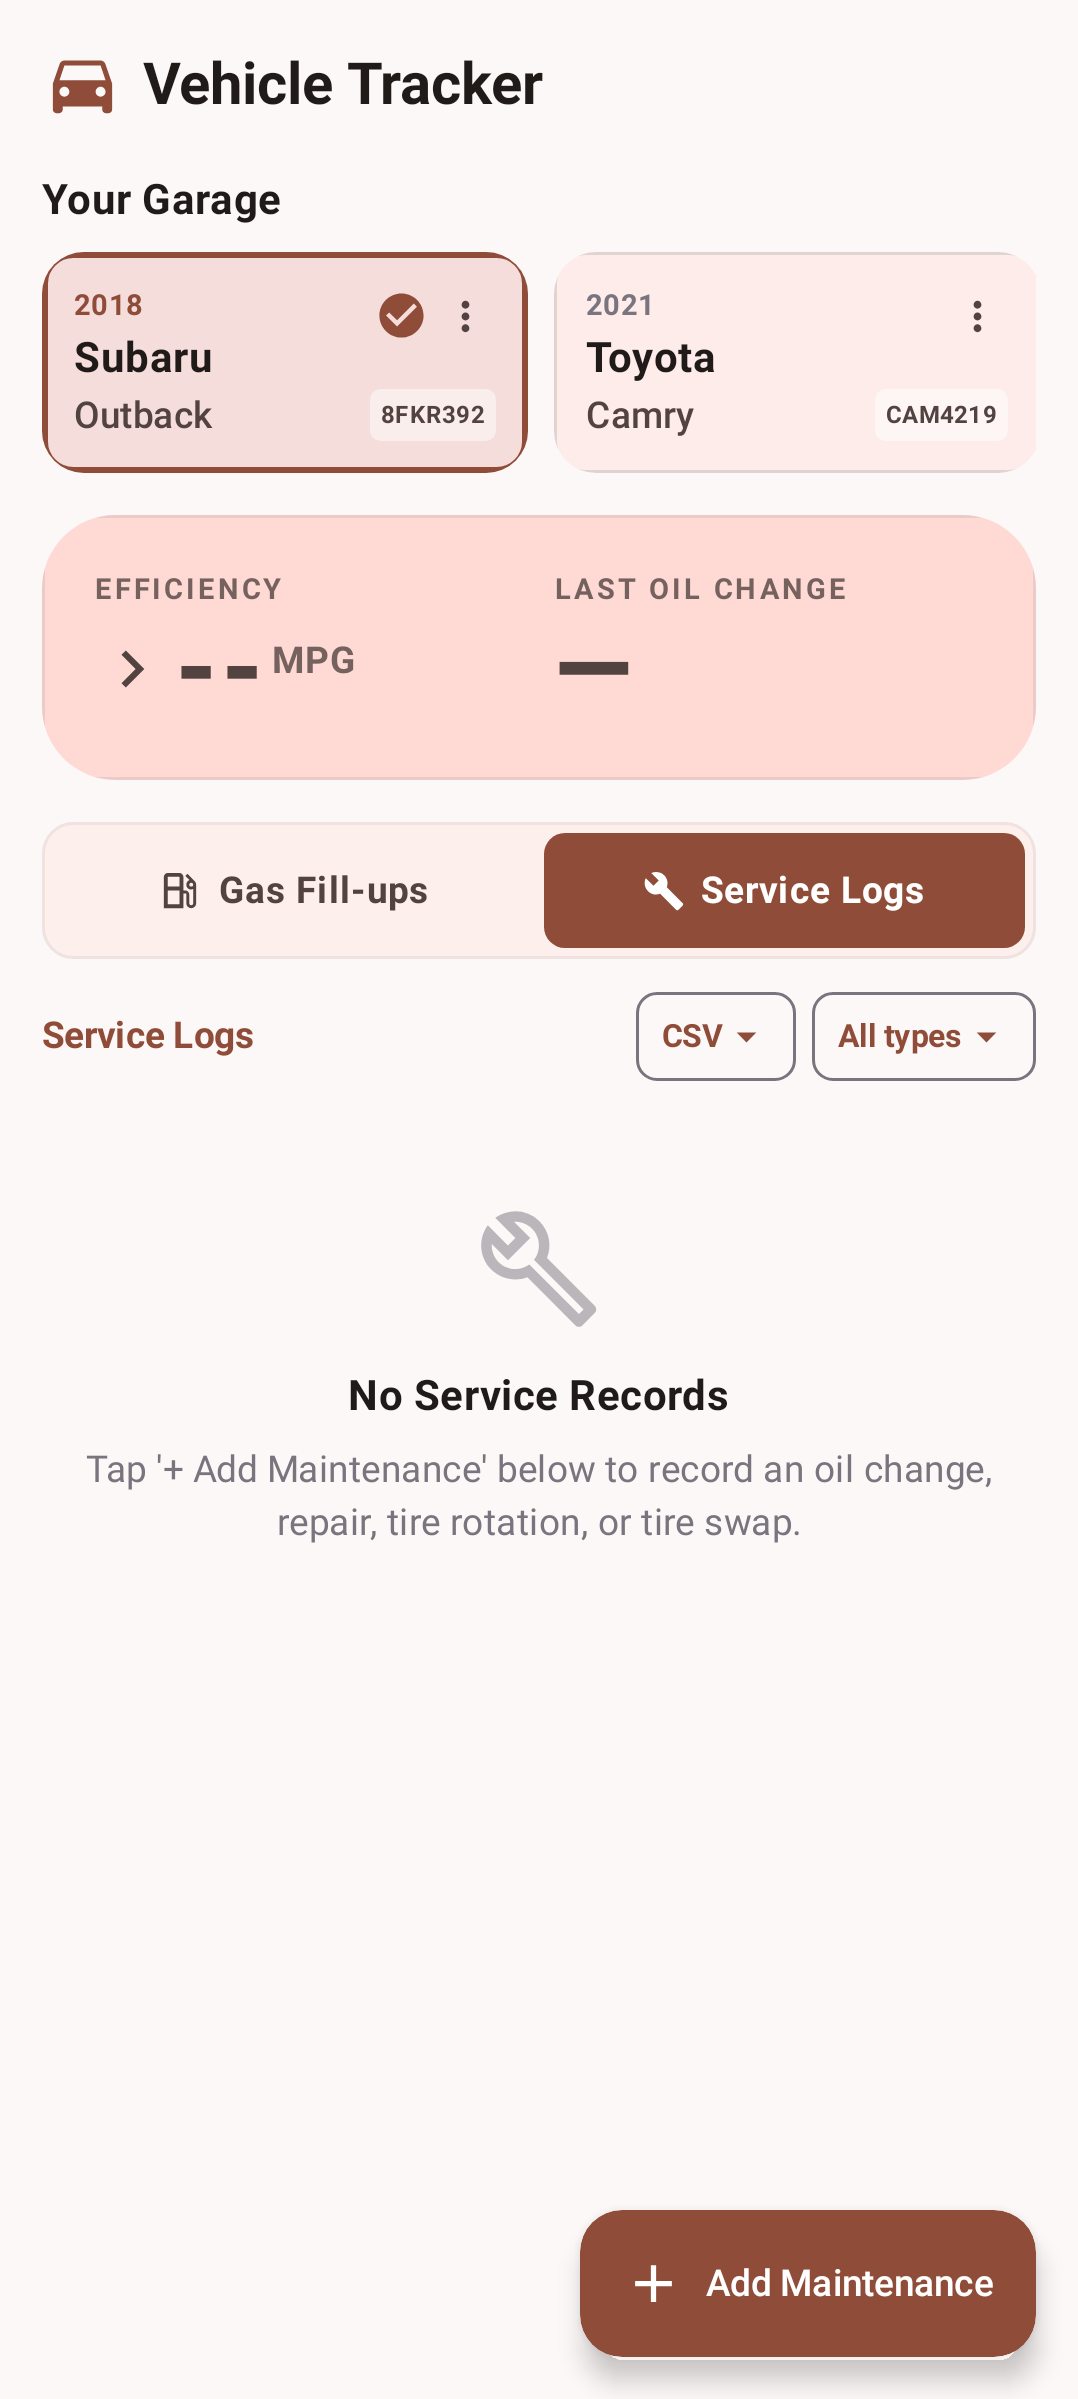 Vehicle Tracker
Your Garage
2018
Subaru
Outback
8FKR392
2021
Toyota
Camry
CAM4219
EFFICIENCY
-- MPG
LAST OIL CHANGE
—
Gas Fill-ups
Service Logs
Service Logs
CSV
All types
No Service Records
Tap '+ Add Maintenance' below to record an oil change,
repair, tire rotation, or tire swap.
Add Maintenance